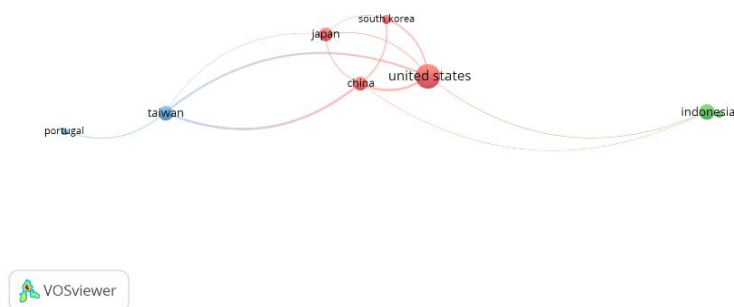 south korea
japan
united states
china
taiwan
indonesia
portugal
VOSviewer